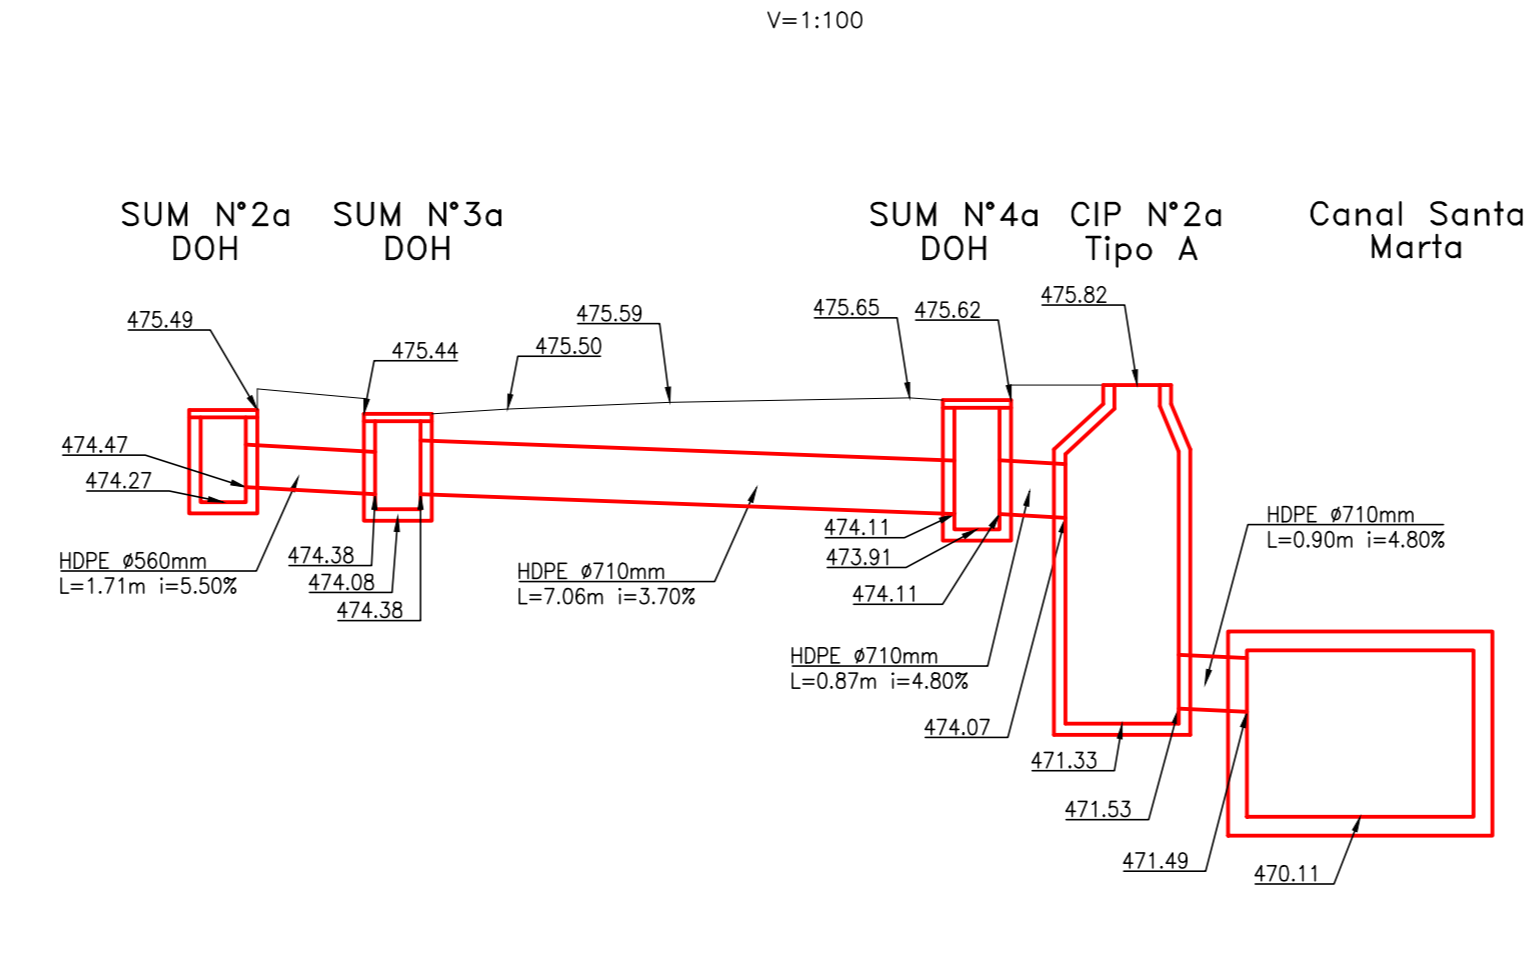 V=1:100
SUM N°2a
DOH
SUM N°3a
DOH
SUM N°4a
DOH
CIP N°2a
Tipo A
Canal Santa
Marta
475.49
475.44
475.50
475.59
475.65
475.62
475.82
474.47
474.27
HDPE ø560mm
L=1.71m i=5.50%
474.38
474.08
474.38
HDPE ø710mm
L=7.06m i=3.70%
474.11
473.91
474.11
HDPE ø710mm
L=0.87m i=4.80%
474.07
HDPE ø710mm
L=0.90m i=4.80%
471.33
471.53
471.49
470.11